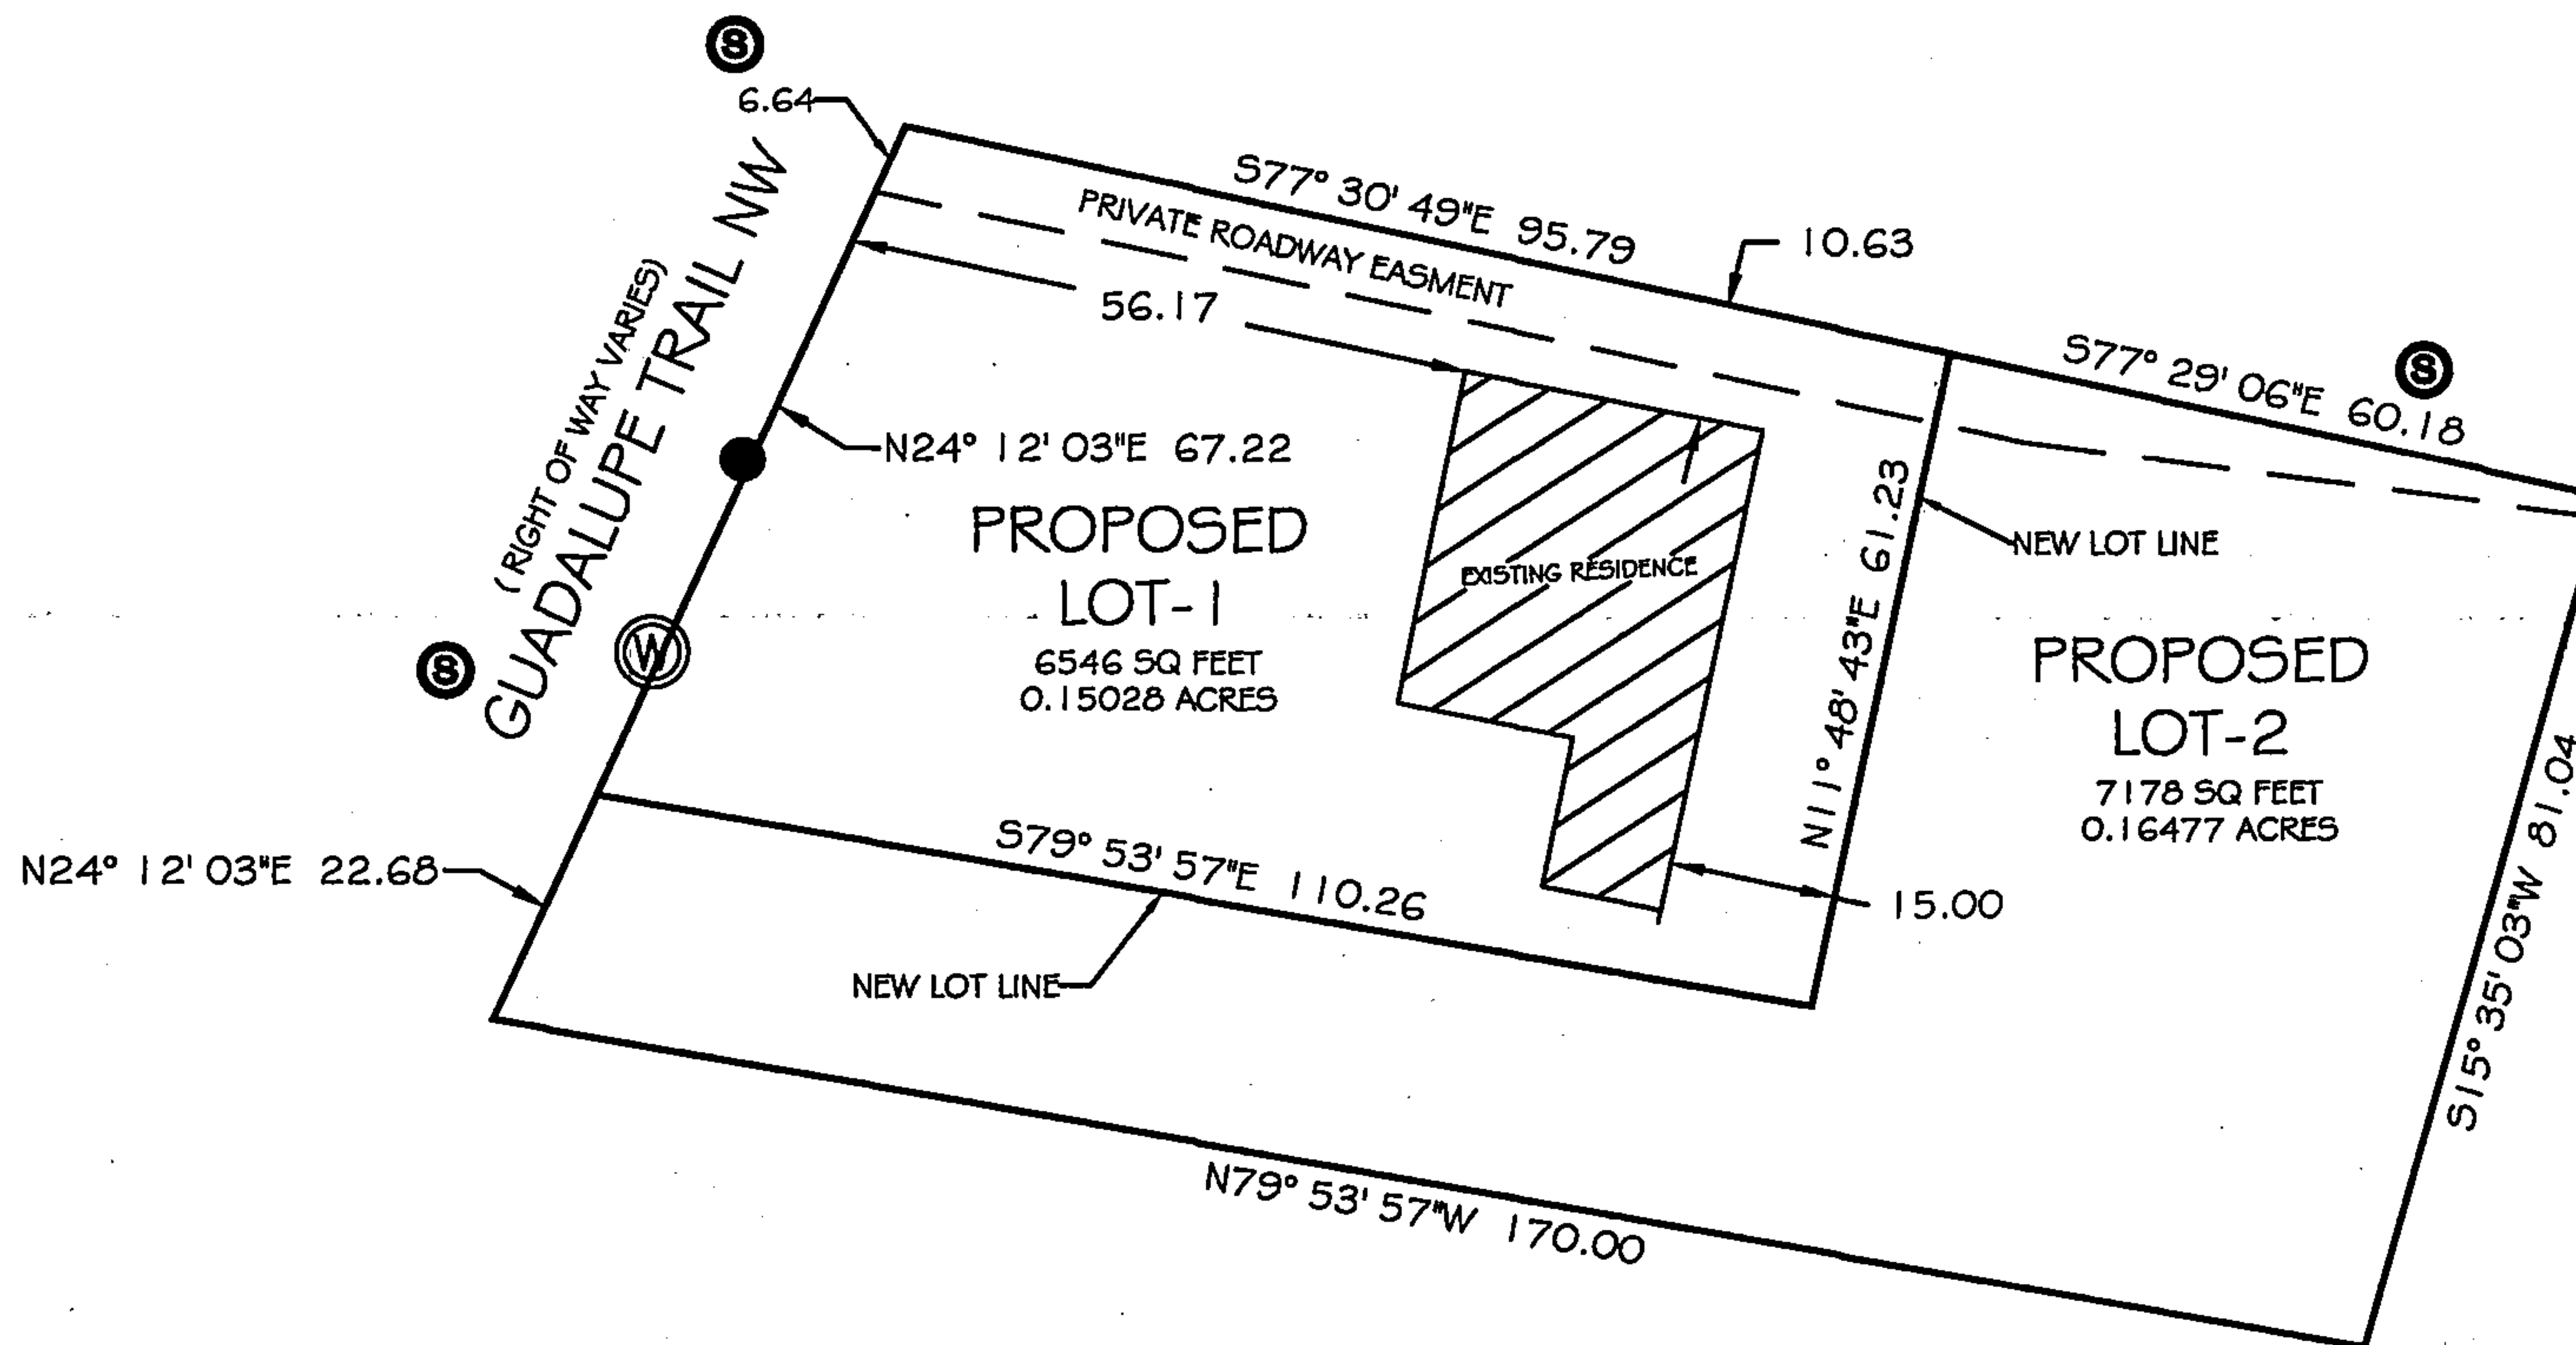 S
6.64
S77° 30' 49"E 95.79
PRIVATE ROADWAY EASMENT
10.63
56.17
S77° 29' 06"E 60.18
S
(RIGHT OF WAY VARIES)
GUADALUPE TRAIL NW
N24° 12' 03"E 67.22
PROPOSED
LOT-1
6546 SQ FEET
0.15028 ACRES
EXISTING RESIDENCE
N11° 48' 43"E 61.23
NEW LOT LINE
W
S
PROPOSED
LOT-2
7178 SQ FEET
0.16477 ACRES
S15° 35' 03"W 81.04
N24° 12' 03"E 22.68
S79° 53' 57"E 110.26
15.00
NEW LOT LINE
N79° 53' 57"W 170.00